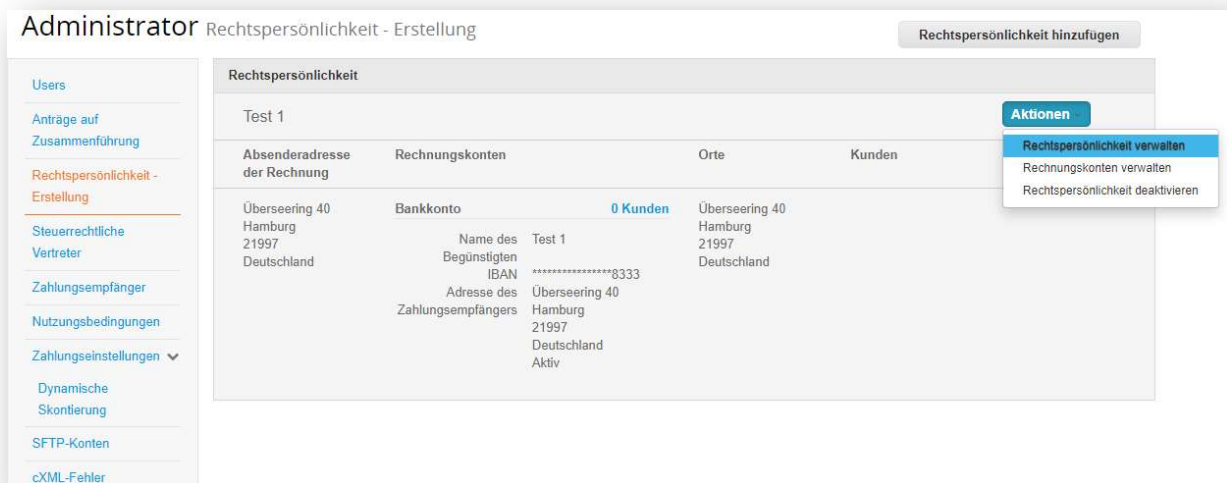 Administrator Rechtspersönlichkeit - Erstellung
Rechtspersönlichkeit hinzufügen
Users
Anträge auf
Zusammenführung
Rechtspersönlichkeit -
Erstellung
Steuerrechtliche
Vertreter
Zahlungsempfänger
Nutzungsbedingungen
Zahlungseinstellungen
Dynamische
Skontierung
SFTP-Konten
cXML-Fehler
Rechtspersönlichkeit
Test 1
Aktionen
Rechtspersönlichkeit verwalten
Rechnungskonten verwalten
Rechtspersönlichkeit deaktivieren
Absenderadresse
der Rechnung
Rechnungskonten
Orte
Kunden
Überseering 40
Hamburg
21997
Deutschland
Bankkonto 0 Kunden
Name des Begünstigten Test 1
IBAN ****************8333
Adresse des Zahlungsempfängers Überseering 40
Hamburg
21997
Deutschland
Aktiv
Überseering 40
Hamburg
21997
Deutschland